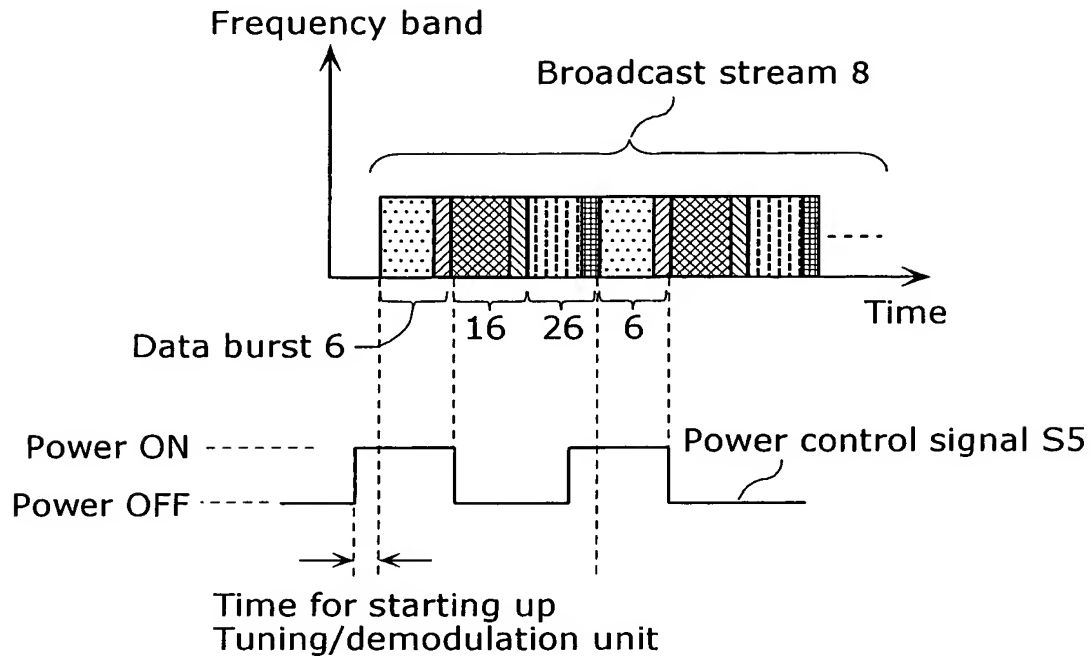 Frequency band
Broadcast stream 8
Time
16 26 6
Data burst 6
Power ON
Power control signal S5
Power OFF
Time for starting up
Tuning/demodulation unit